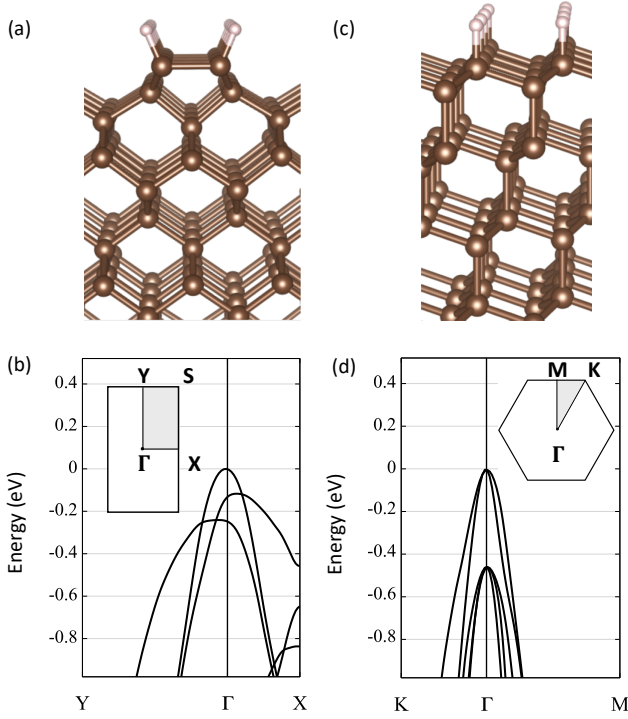 (a)
(c)
(b)
0.4
0.2
0
-0.2
-0.4
-0.6
-0.8
Energy (eV)
Y S
Γ X
Y Γ X
(d)
0.4
0.2
0
-0.2
-0.4
-0.6
-0.8
Energy (eV)
M K
Γ
K Γ M